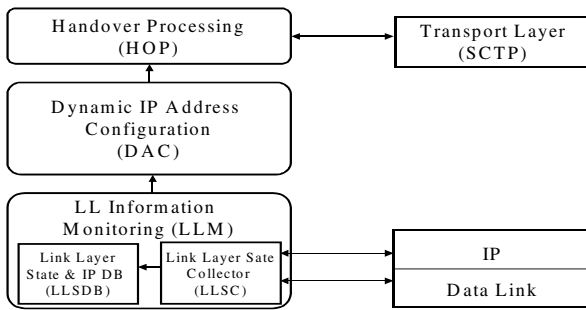 Handover Processing
(HOP)
Transport Layer
(SCTP)
Dynamic IP Address
Configuration
(DAC)
LL Information
Monitoring (LLM)
Link Layer
State & IP DB
(LLSDB)
Link Layer Sate
Collector
(LLSC)
IP
Data Link